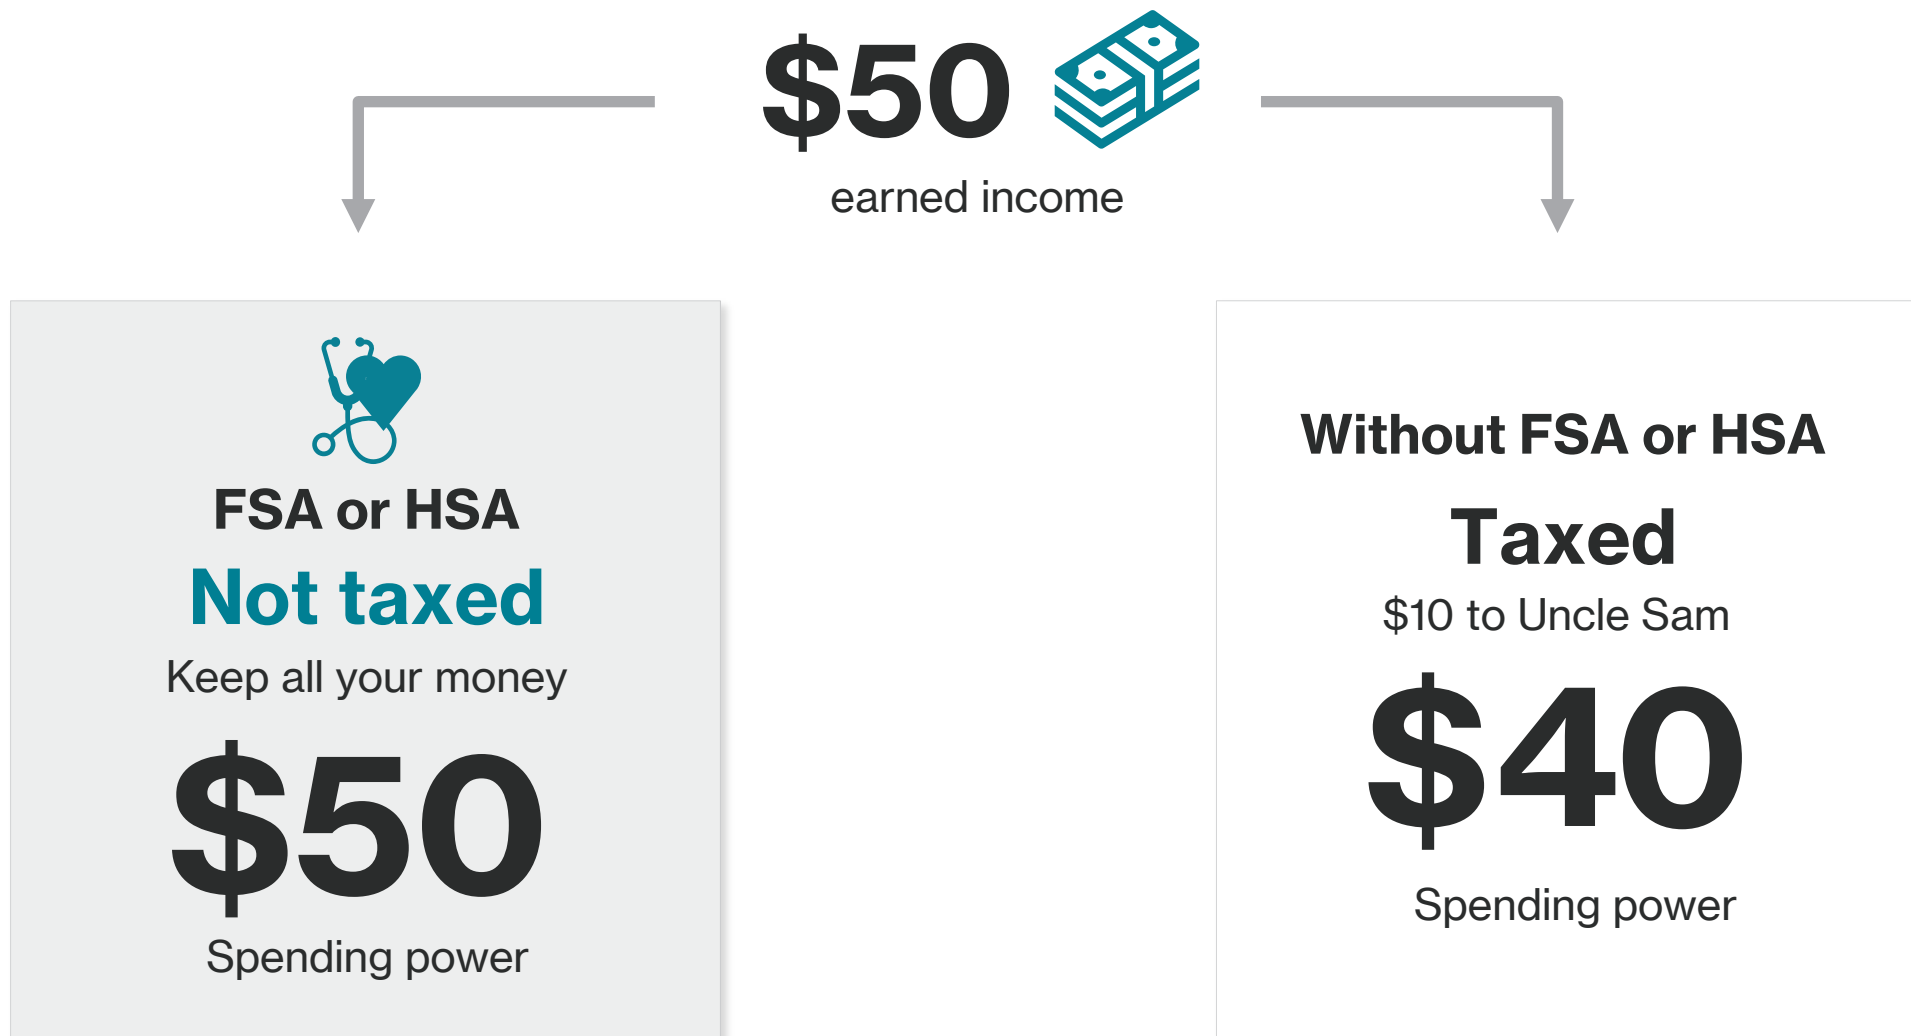 $50
earned income
FSA or HSA
Not taxed
Keep all your money
$50
Spending power
Without FSA or HSA
Taxed
$10 to Uncle Sam
$40
Spending power